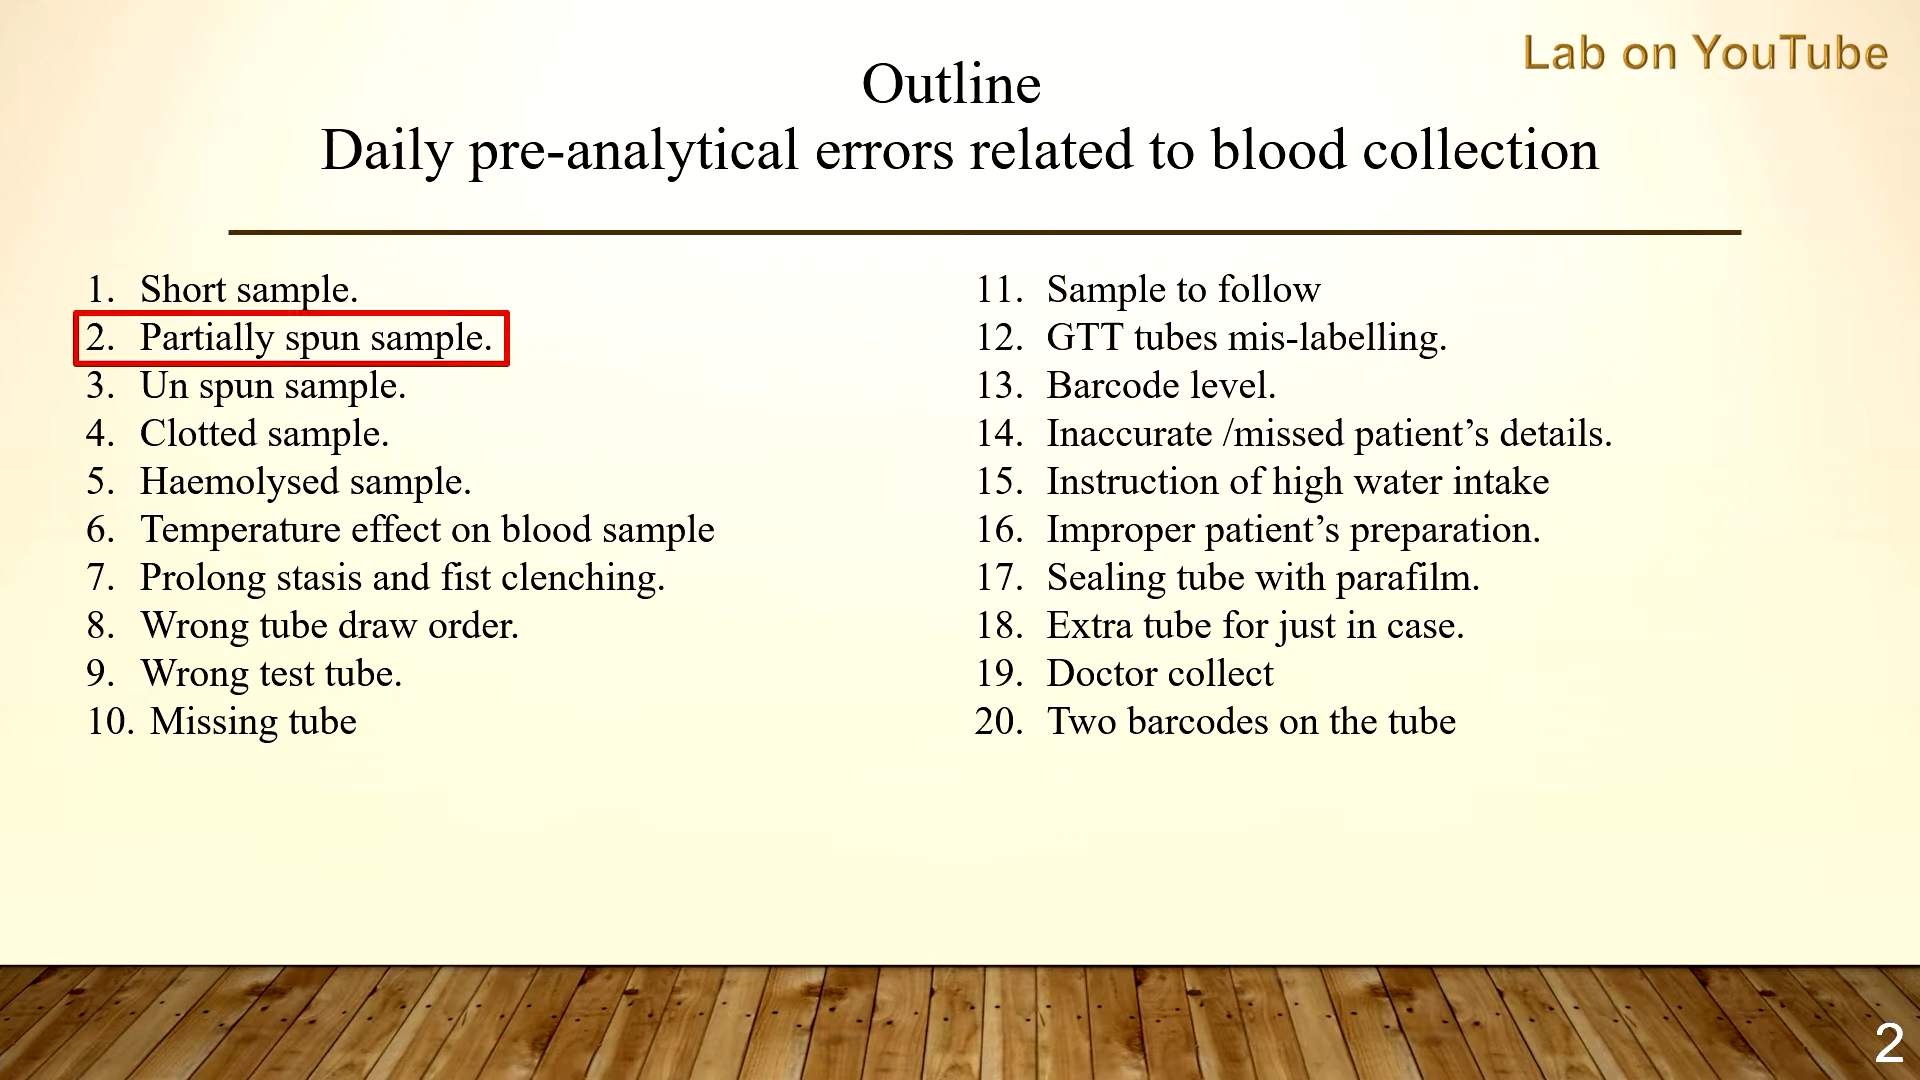 Lab on YouTube
Outline
Daily pre-analytical errors related to blood collection
1. Short sample.
2. Partially spun sample.
3. Un spun sample.
4. Clotted sample.
5. Haemolysed sample.
6. Temperature effect on blood sample
7. Prolong stasis and fist clenching.
8. Wrong tube draw order.
9. Wrong test tube.
10. Missing tube
11. Sample to follow
12. GTT tubes mis-labelling.
13. Barcode level.
14. Inaccurate /missed patient’s details.
15. Instruction of high water intake
16. Improper patient’s preparation.
17. Sealing tube with parafilm.
18. Extra tube for just in case.
19. Doctor collect
20. Two barcodes on the tube
2